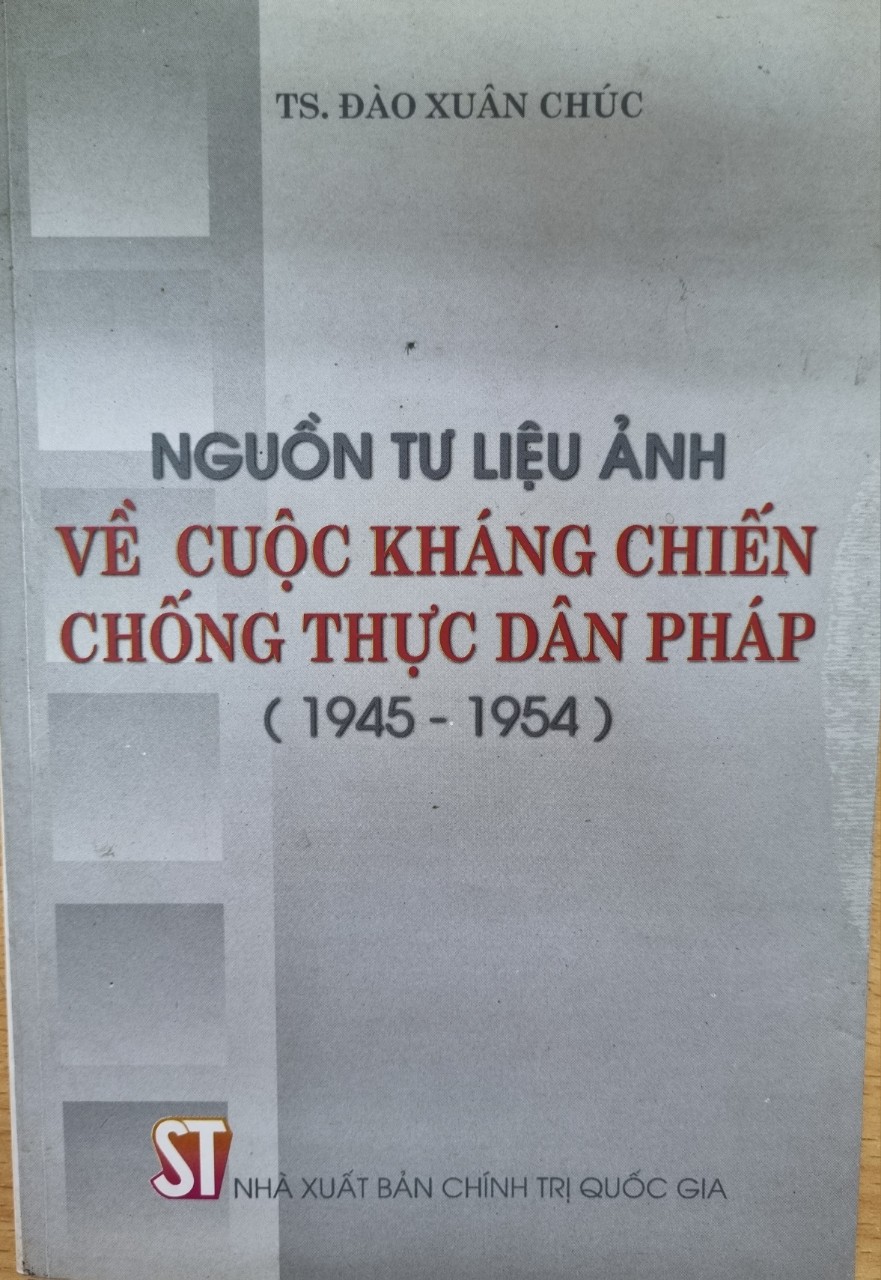 TS. ĐÀO XUÂN CHÚC
NGUỒN TƯ LIỆU ẢNH
VỀ CUỘC KHÁNG CHIẾN
CHỐNG THỰC DÂN PHÁP
( 1945 - 1954 )
ST
NHÀ XUẤT BẢN CHÍNH TRỊ QUỐC GIA